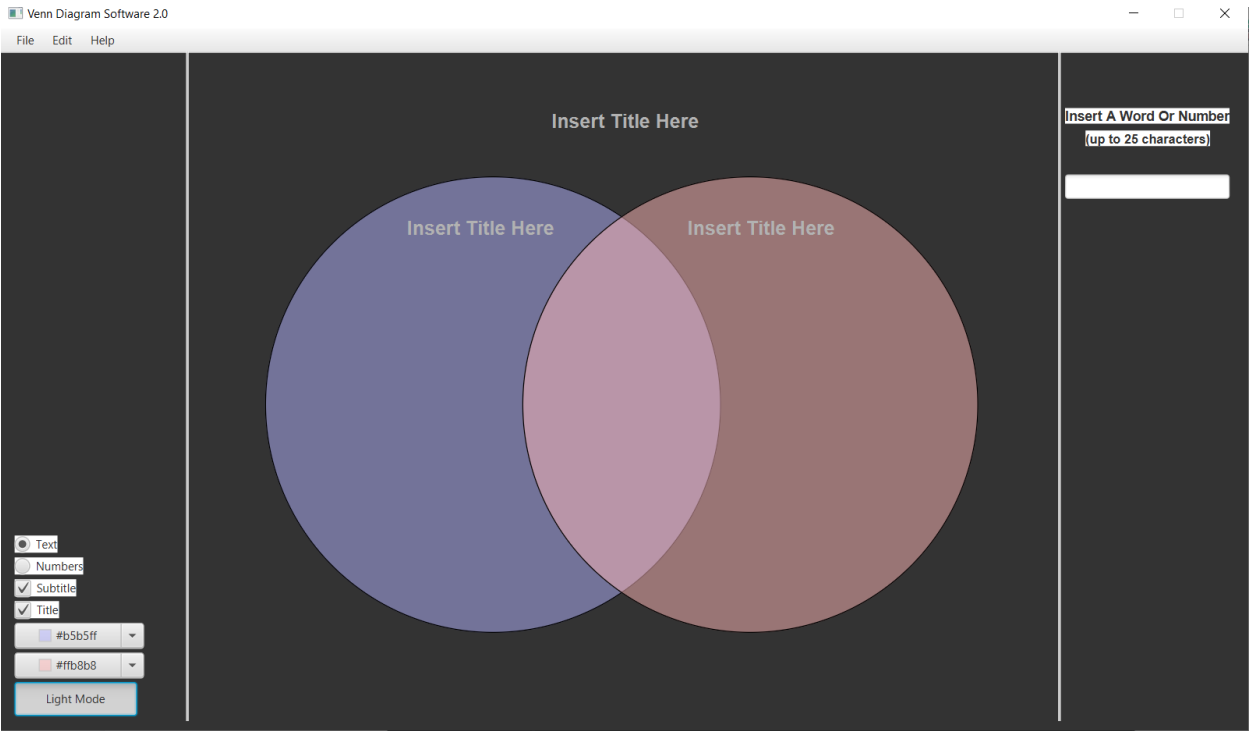 Venn Diagram Software 2.0
File Edit Help
Insert Title Here
Insert Title Here Insert Title Here
Insert A Word Or Number
(up to 25 characters)
Text
Numbers
Subtitle
Title
#b5b5ff
#ffb8b8
Light Mode